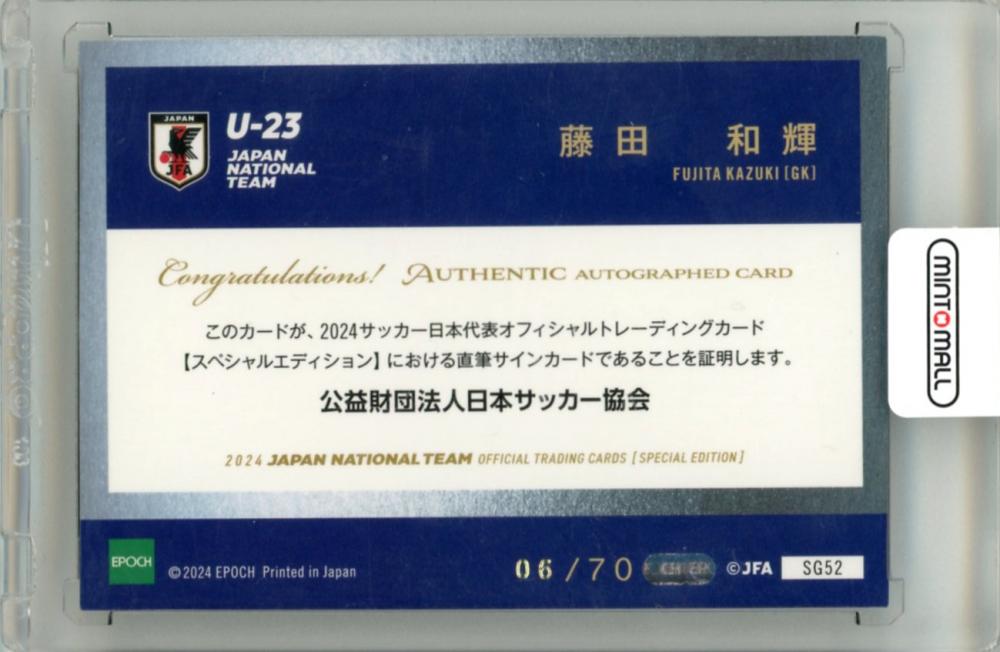 JAPAN
JFA
U-23
JAPAN
NATIONAL
TEAM
藤田 和輝
FUJITA KAZUKI [GK]
Congratulations! AUTHENTIC AUTOGRAPHED CARD
このカードが、2024サッカー日本代表オフィシャルトレーディングカード
【スペシャルエディション】における直筆サインカードであることを証明します。
公益財団法人日本サッカー協会
2024 JAPAN NATIONAL TEAM OFFICIAL TRADING CARDS [SPECIAL EDITION]
EPOCH
©2024 EPOCH Printed in Japan
06/70
©JFA
SG52
MINT MALL